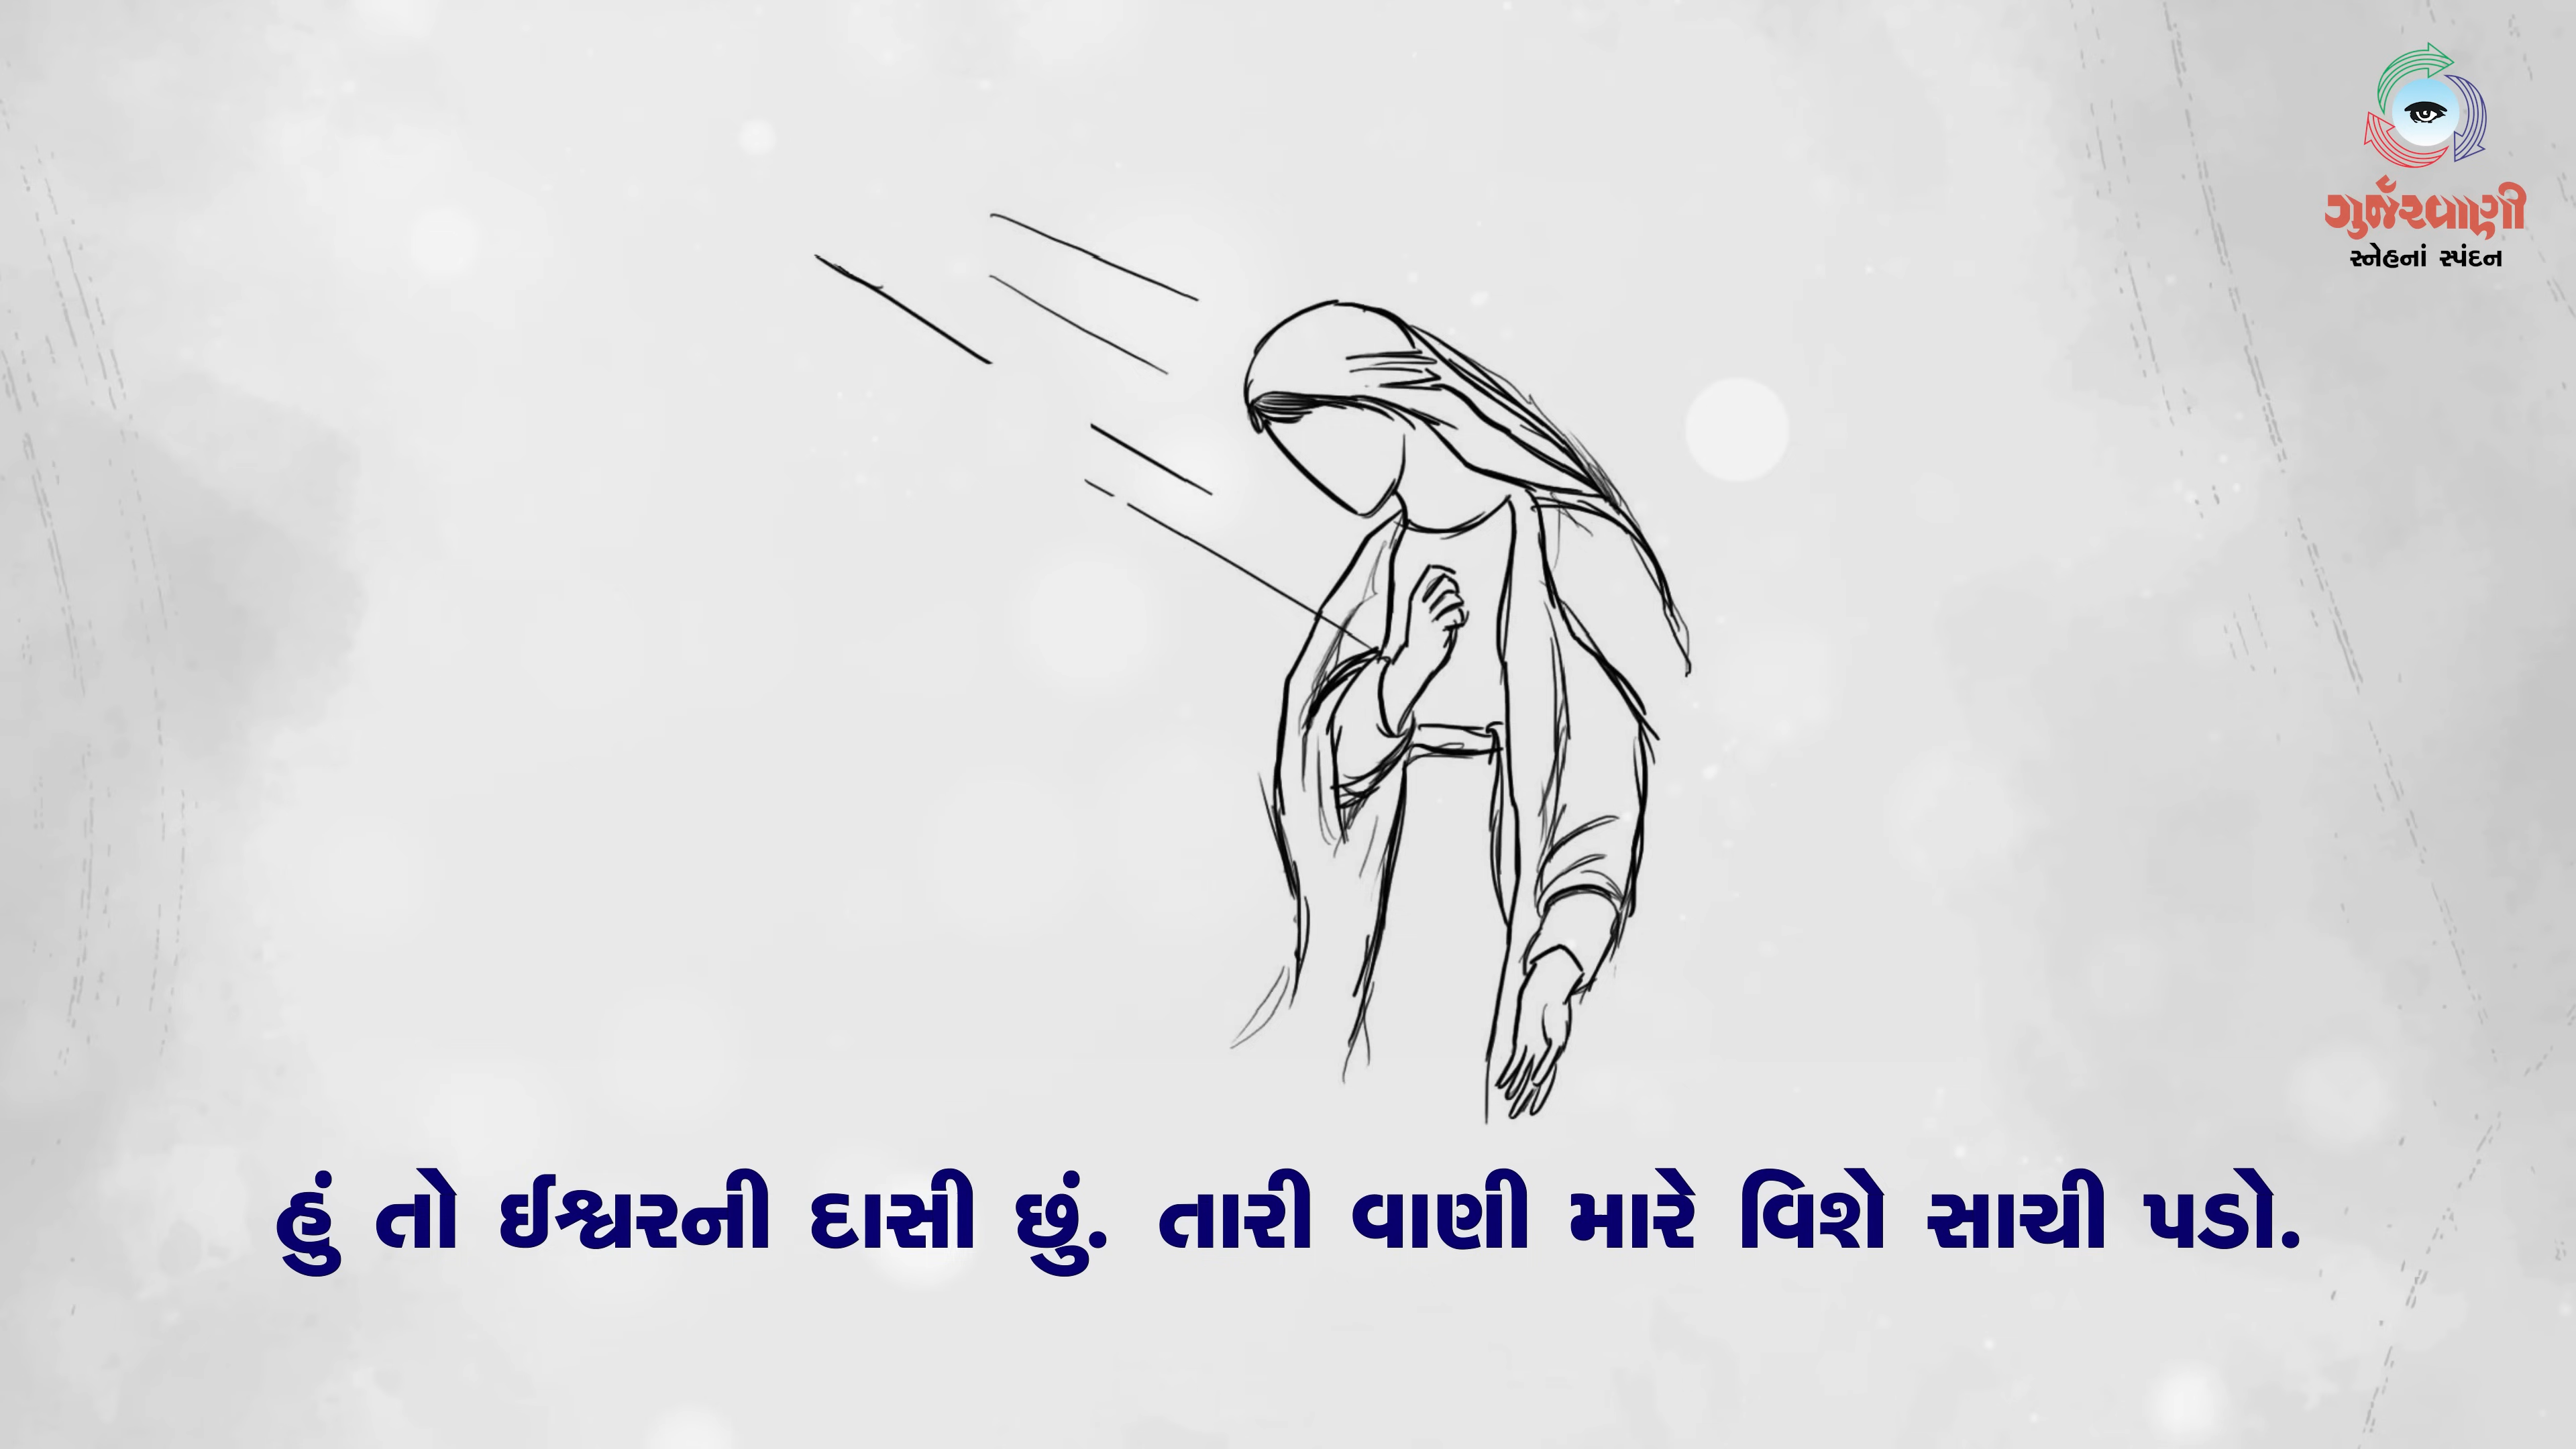 ગુર્જરવાણી
સ્નેહનાં સ્પંદન
હું તો ઈશ્વરની દાસી છું. તારી વાણી મારે વિશે સાચી પડો.